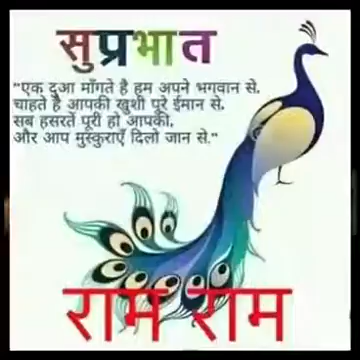 सुप्रभात
"एक दुआ माँगते है हम अपने भगवान से.
चाहते है आपकी खुशी पूरे ईमान से.
सब हसरतें पूरी हो आपकी,
और आप मुस्कुराएँ दिलो जान से."
राम राम